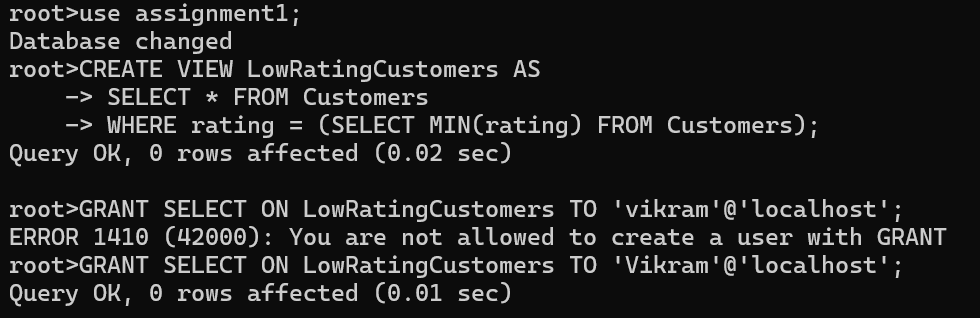 root>use assignment1;
Database changed
root>CREATE VIEW LowRatingCustomers AS
    -> SELECT * FROM Customers
    -> WHERE rating = (SELECT MIN(rating) FROM Customers);
Query OK, 0 rows affected (0.02 sec)

root>GRANT SELECT ON LowRatingCustomers TO 'vikram'@'localhost';
ERROR 1410 (42000): You are not allowed to create a user with GRANT
root>GRANT SELECT ON LowRatingCustomers TO 'Vikram'@'localhost';
Query OK, 0 rows affected (0.01 sec)